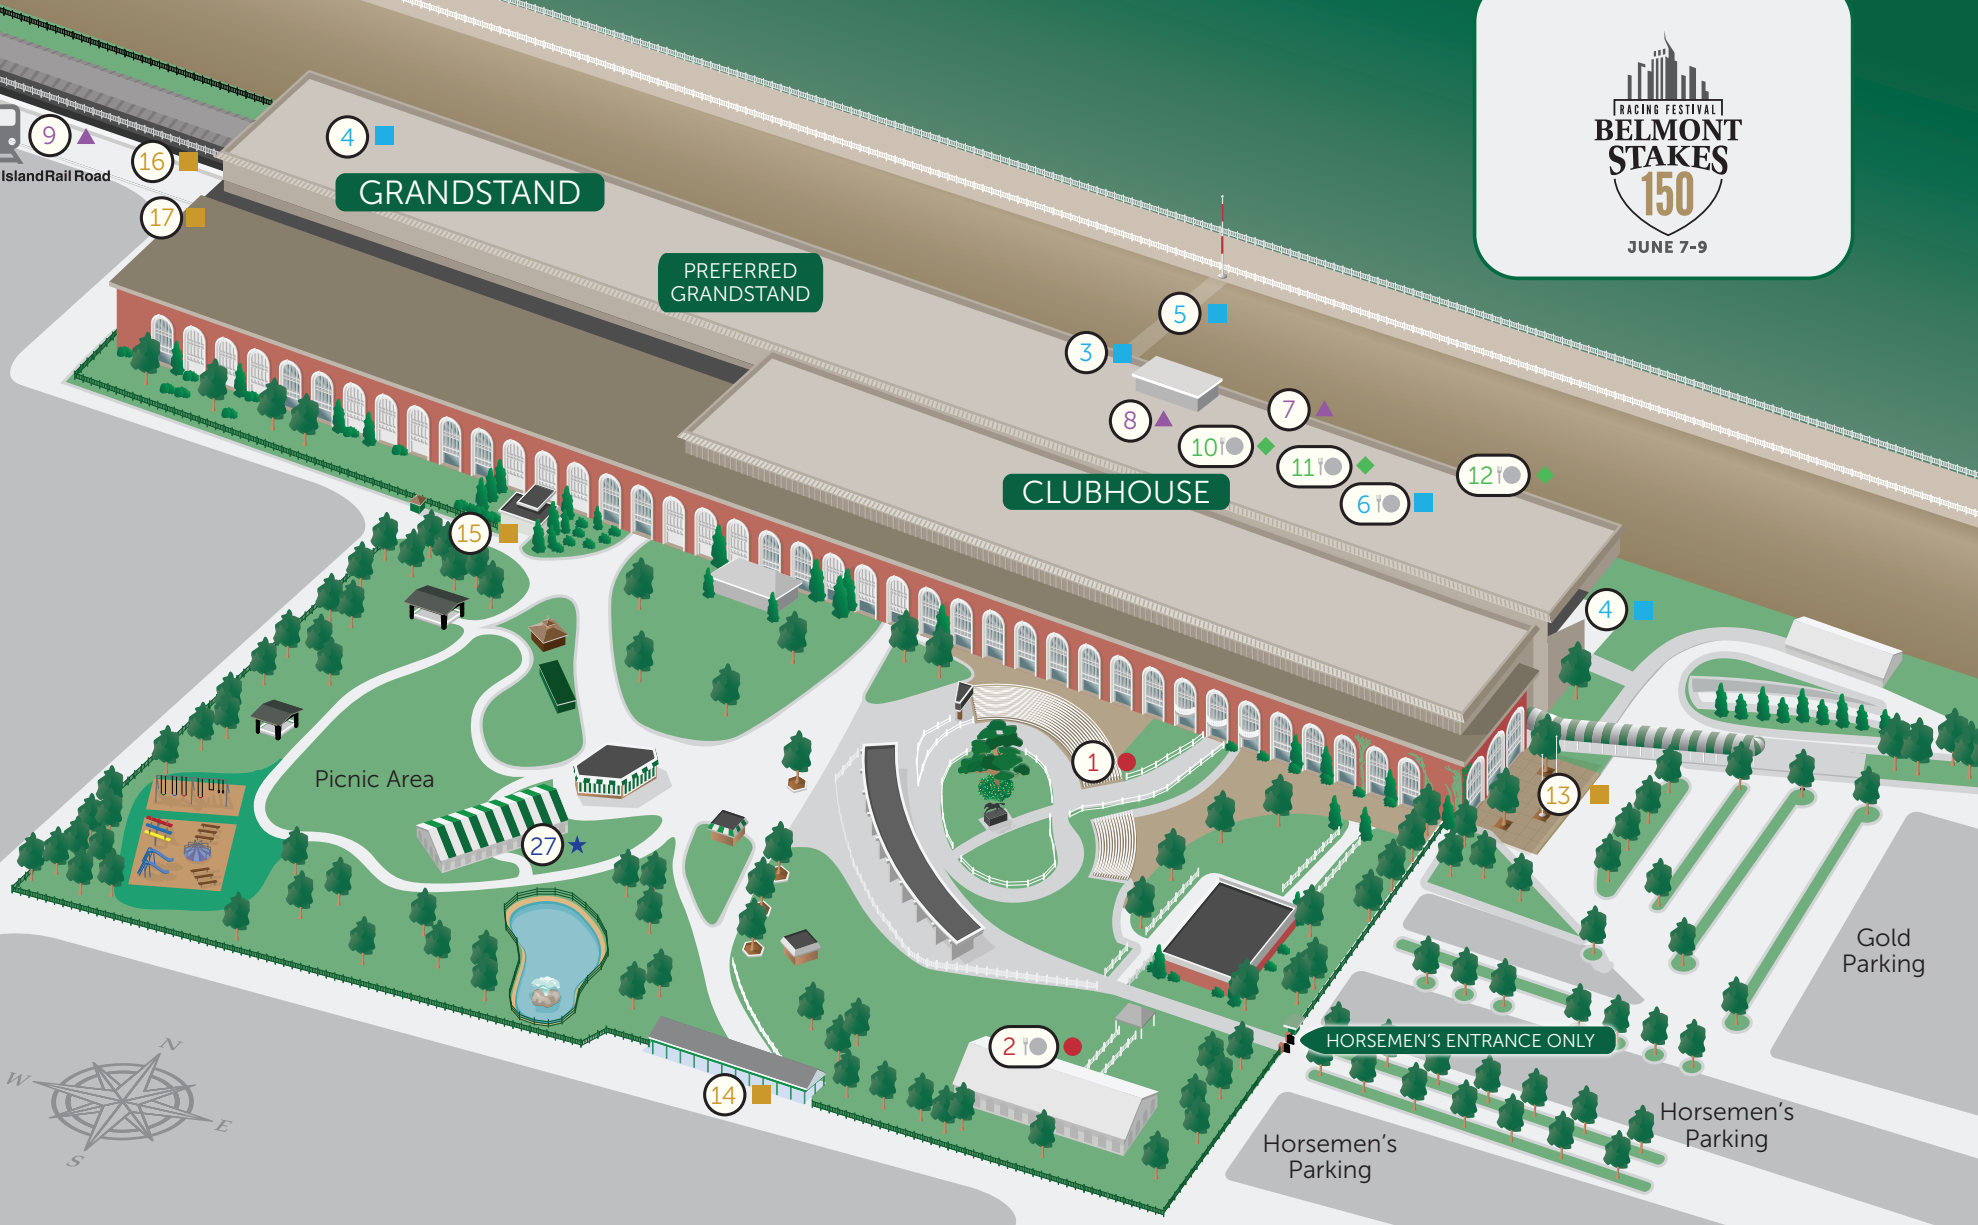 RACING FESTIVAL
BELMONT
STAKES
150
JUNE 7-9
9
16
Island Rail Road
17
4
GRANDSTAND
PREFERRED
GRANDSTAND
5
3
8
7
10
11
12
6
CLUBHOUSE
4
15
Picnic Area
27
1
13
Gold
Parking
2
HORSEMEN'S ENTRANCE ONLY
14
Horsemen's
Parking
Horsemen's
Parking
N
W
E
S